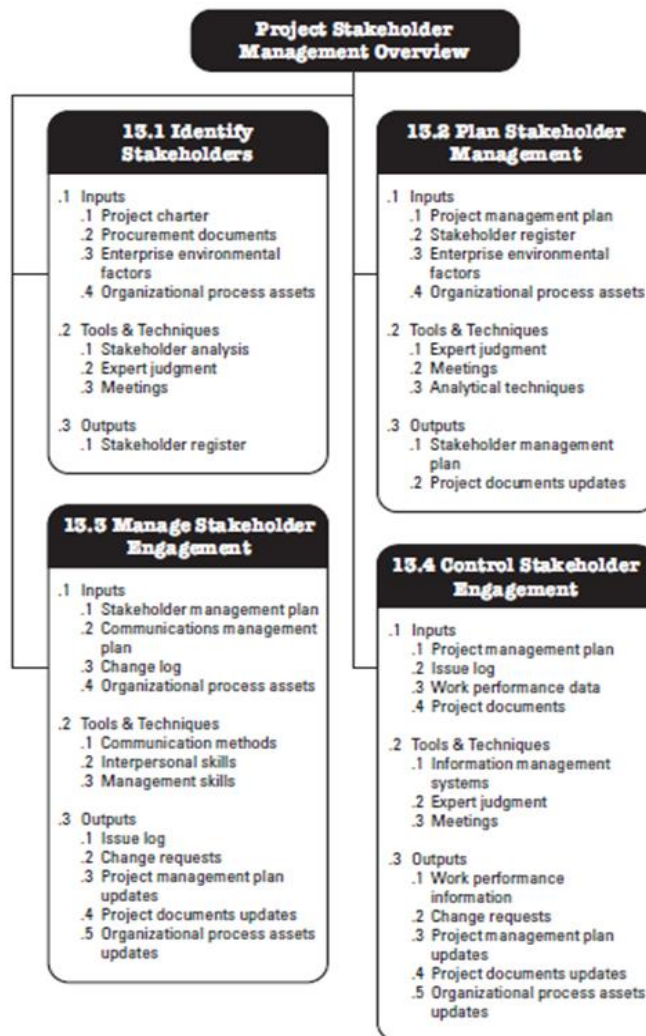 Project Stakeholder
Management Overview
13.1 Identify
Stakeholders
.1 Inputs
.1 Project charter
.2 Procurement documents
.3 Enterprise environmental
factors
.4 Organizational process assets
.2 Tools & Techniques
.1 Stakeholder analysis
.2 Expert judgment
.3 Meetings
.3 Outputs
.1 Stakeholder register
13.2 Plan Stakeholder
Management
.1 Inputs
.1 Project management plan
.2 Stakeholder register
.3 Enterprise environmental
factors
.4 Organizational process assets
.2 Tools & Techniques
.1 Expert judgment
.2 Meetings
.3 Analytical techniques
.3 Outputs
.1 Stakeholder management
plan
.2 Project documents updates
13.3 Manage Stakeholder
Engagement
.1 Inputs
.1 Stakeholder management plan
.2 Communications management
plan
.3 Change log
.4 Organizational process assets
.2 Tools & Techniques
.1 Communication methods
.2 Interpersonal skills
.3 Management skills
.3 Outputs
.1 Issue log
.2 Change requests
.3 Project management plan
updates
.4 Project documents updates
.5 Organizational process assets
updates
13.4 Control Stakeholder
Engagement
.1 Inputs
.1 Project management plan
.2 Issue log
.3 Work performance data
.4 Project documents
.2 Tools & Techniques
.1 Information management
systems
.2 Expert judgment
.3 Meetings
.3 Outputs
.1 Work performance
information
.2 Change requests
.3 Project management plan
updates
.4 Project documents updates
.5 Organizational process assets
updates